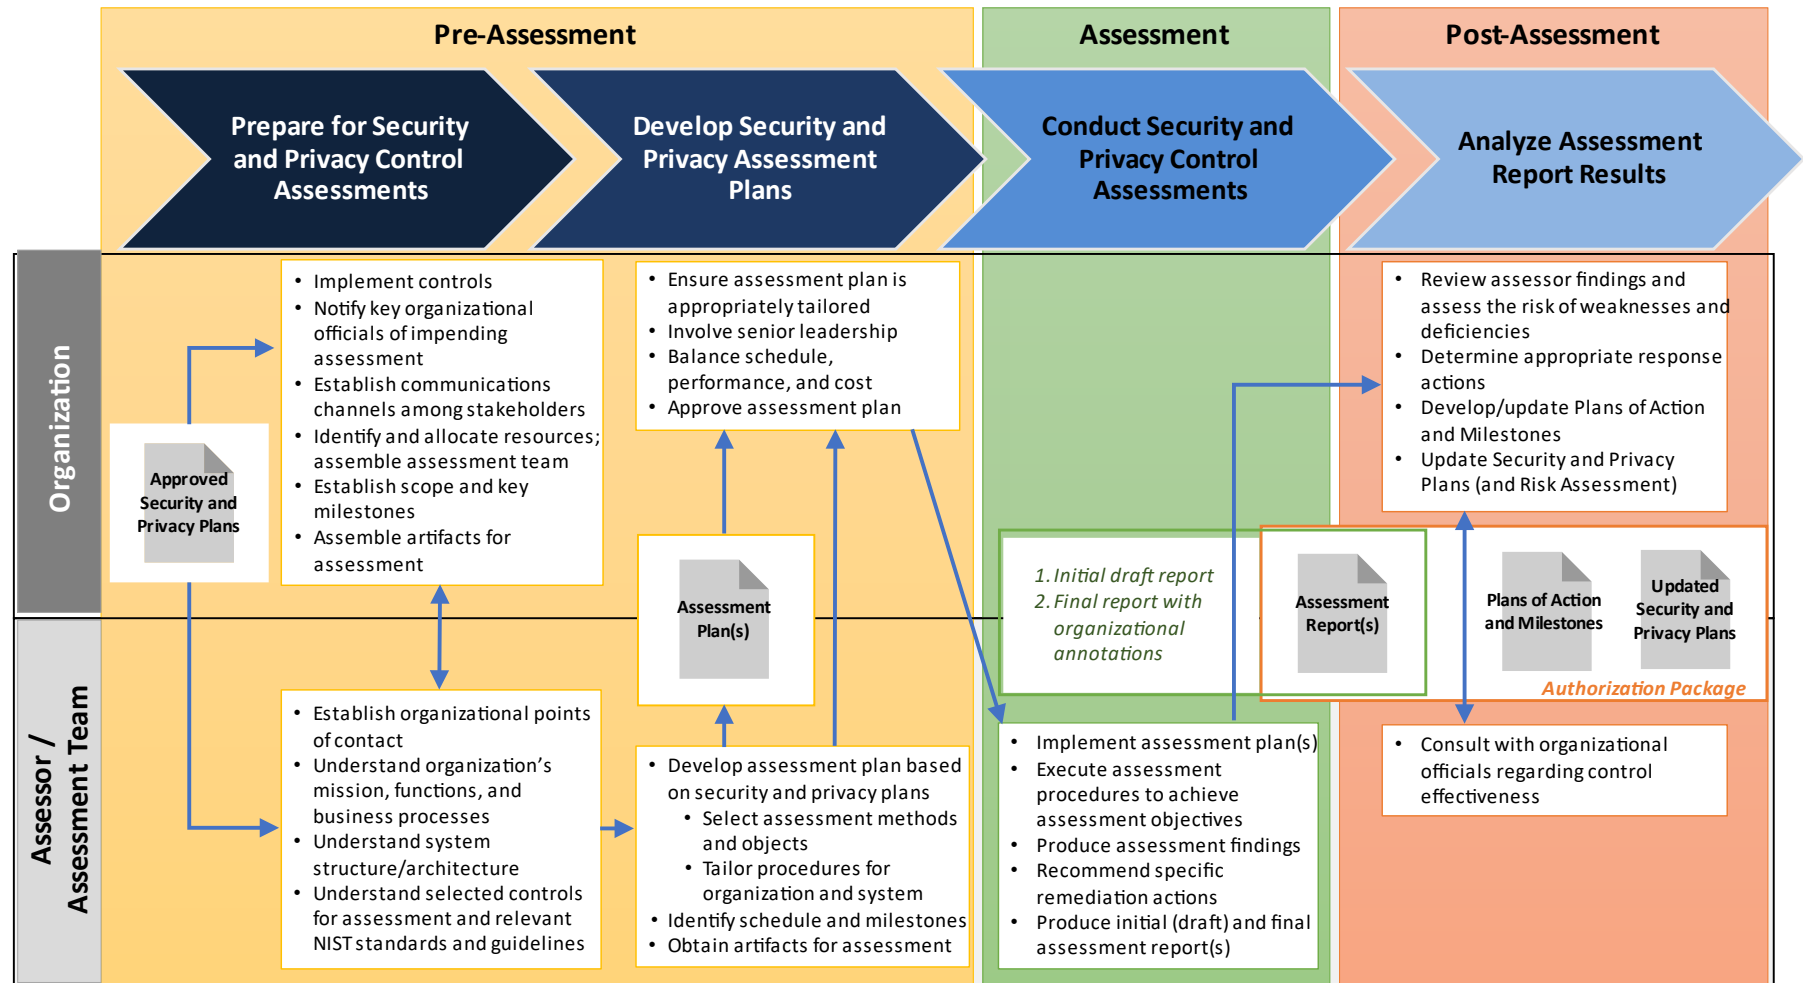 Pre-Assessment
Assessment
Post-Assessment
Prepare for Security
and Privacy Control
Assessments
Develop Security and
Privacy Assessment
Plans
Conduct Security and
Privacy Control
Assessments
Analyze Assessment
Report Results
Organization
Approved
Security and
Privacy Plans
• Implement controls
• Notify key organizational
officials of impending
assessment
• Establish communications
channels among stakeholders
• Identify and allocate resources;
assemble assessment team
• Establish scope and key
milestones
• Assemble artifacts for
assessment
• Ensure assessment plan is
appropriately tailored
• Involve senior leadership
• Balance schedule,
performance, and cost
• Approve assessment plan
• Review assessor findings and
assess the risk of weaknesses and
deficiencies
• Determine appropriate response
actions
• Develop/update Plans of Action
and Milestones
• Update Security and Privacy
Plans (and Risk Assessment)
Assessment
Plan(s)
1. Initial draft report
2. Final report with
organizational
annotations
Assessment
Report(s)
Plans of Action
and Milestones
Updated
Security and
Privacy Plans
Authorization Package
Assessor /
Assessment Team
• Establish organizational points
of contact
• Understand organization’s
mission, functions, and
business processes
• Understand system
structure/architecture
• Understand selected controls
for assessment and relevant
NIST standards and guidelines
• Develop assessment plan based
on security and privacy plans
• Select assessment methods
and objects
• Tailor procedures for
organization and system
• Identify schedule and milestones
• Obtain artifacts for assessment
• Implement assessment plan(s)
• Execute assessment
procedures to achieve
assessment objectives
• Produce assessment findings
• Recommend specific
remediation actions
• Produce initial (draft) and final
assessment report(s)
• Consult with organizational
officials regarding control
effectiveness